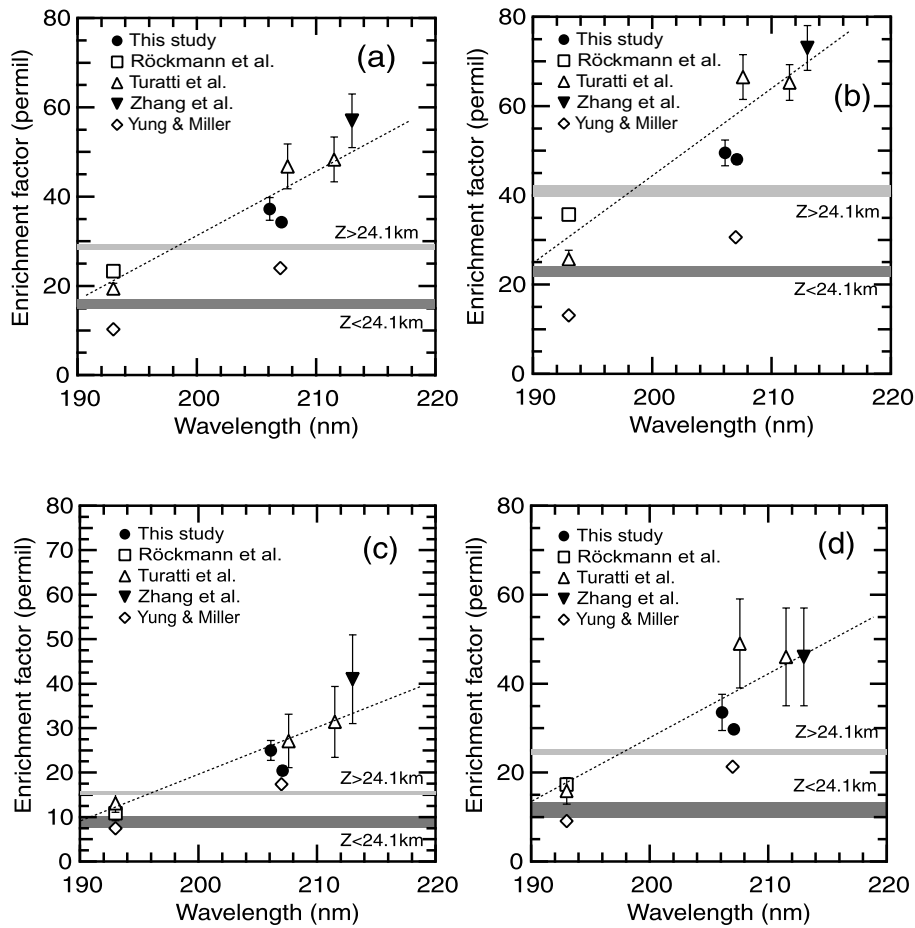 80
60
40
20
0
Enrichment factor (permil)
This study
Röckmann et al.
Turatti et al.
Zhang et al.
Yung & Miller
(a)
Z>24.1km
Z<24.1km
190 200 210 220
Wavelength (nm)
80
60
40
20
0
Enrichment factor (permil)
This study
Röckmann et al.
Turatti et al.
Zhang et al.
Yung & Miller
(b)
Z>24.1km
Z<24.1km
190 200 210 220
Wavelength (nm)
80
70
60
50
40
30
20
10
0
Enrichment factor (permil)
This study
Röckmann et al.
Turatti et al.
Zhang et al.
Yung & Miller
(c)
Z>24.1km
Z<24.1km
190 200 210 220
Wavelength (nm)
80
60
40
20
0
Enrichment factor (permil)
This study
Röckmann et al.
Turatti et al.
Zhang et al.
Yung & Miller
(d)
Z>24.1km
Z<24.1km
190 200 210 220
Wavelength (nm)